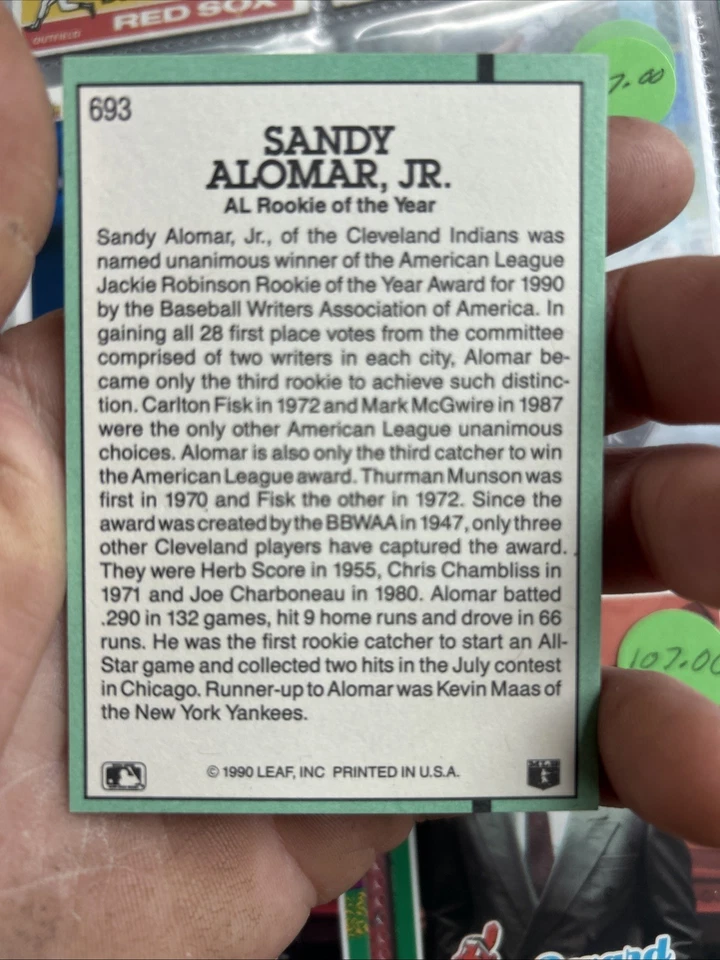 RED SOX
OUTFIELD
7.00
693
SANDY
ALOMAR, JR.
AL Rookie of the Year
Sandy Alomar, Jr., of the Cleveland Indians was
named unanimous winner of the American League
Jackie Robinson Rookie of the Year Award for 1990
by the Baseball Writers Association of America. In
gaining all 28 first place votes from the committee
comprised of two writers in each city, Alomar be-
came only the third rookie to achieve such distinc-
tion. Carlton Fisk in 1972 and Mark McGwire in 1987
were the only other American League unanimous
choices. Alomar is also only the third catcher to win
the American League award. Thurman Munson was
first in 1970 and Fisk the other in 1972. Since the
award was created by the BBWAA in 1947, only three
other Cleveland players have captured the award.
They were Herb Score in 1955, Chris Chambliss in
1971 and Joe Charboneau in 1980. Alomar batted
.290 in 132 games, hit 9 home runs and drove in 66
runs. He was the first rookie catcher to start an All-
Star game and collected two hits in the July contest
in Chicago. Runner-up to Alomar was Kevin Maas of
the New York Yankees.
© 1990 LEAF, INC PRINTED IN U.S.A.
107.00